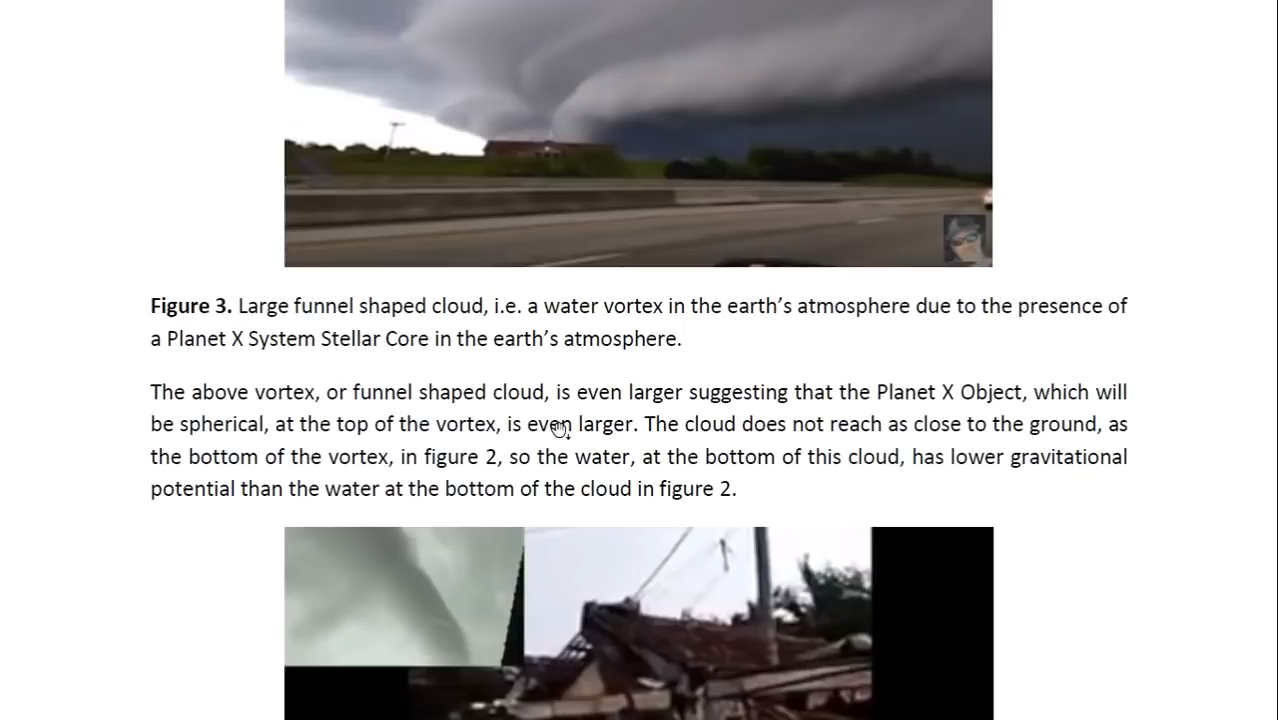 Figure 3. Large funnel shaped cloud, i.e. a water vortex in the earth’s atmosphere due to the presence of
a Planet X System Stellar Core in the earth’s atmosphere.
The above vortex, or funnel shaped cloud, is even larger suggesting that the Planet X Object, which will
be spherical, at the top of the vortex, is even larger. The cloud does not reach as close to the ground, as
the bottom of the vortex, in figure 2, so the water, at the bottom of this cloud, has lower gravitational
potential than the water at the bottom of the cloud in figure 2.